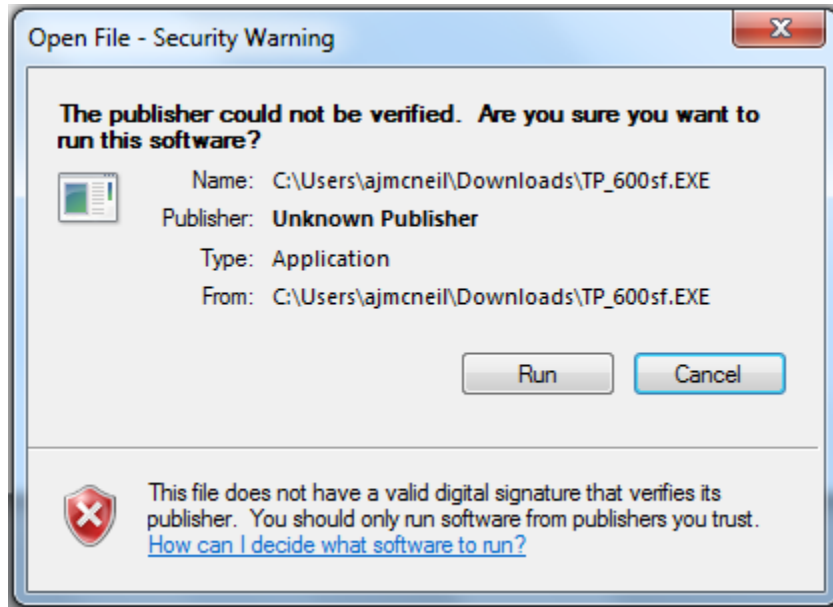 Open File - Security Warning
The publisher could not be verified.  Are you sure you want to
run this software?
Name: C:\Users\ajmcneil\Downloads\TP_600sf.EXE
Publisher: Unknown Publisher
Type: Application
From: C:\Users\ajmcneil\Downloads\TP_600sf.EXE
Run Cancel
This file does not have a valid digital signature that verifies its
publisher.  You should only run software from publishers you trust.
How can I decide what software to run?